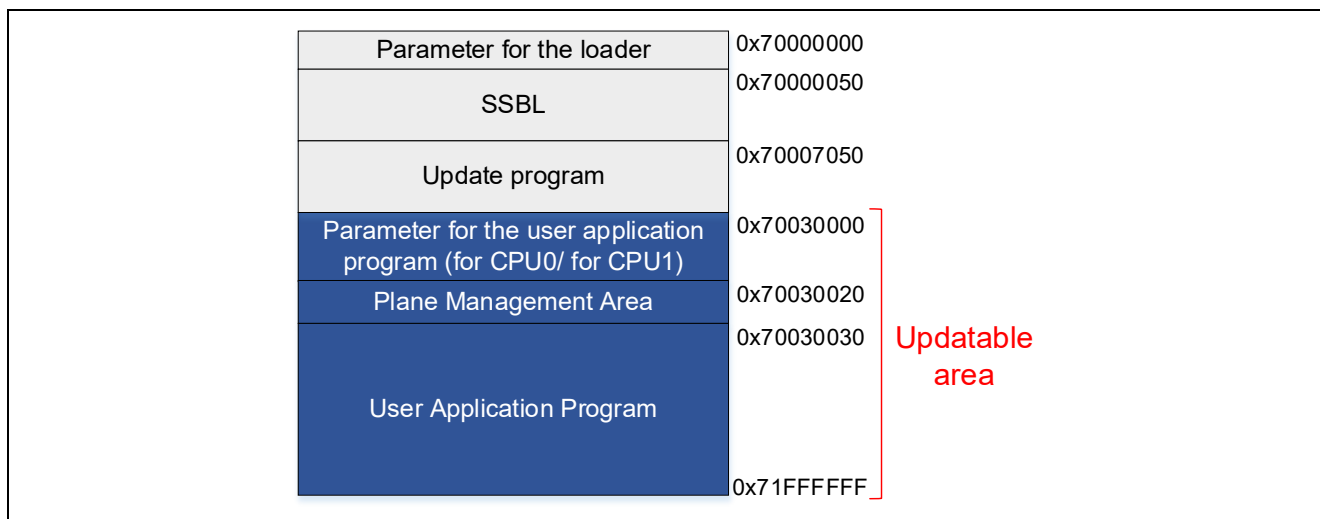 Parameter for the loader
0x70000000
SSBL
0x70000050
Update program
0x70007050
Parameter for the user application
program (for CPU0/ for CPU1)
0x70030000
Plane Management Area
0x70030020
User Application Program
0x70030030
0x71FFFFFF
Updatable
area